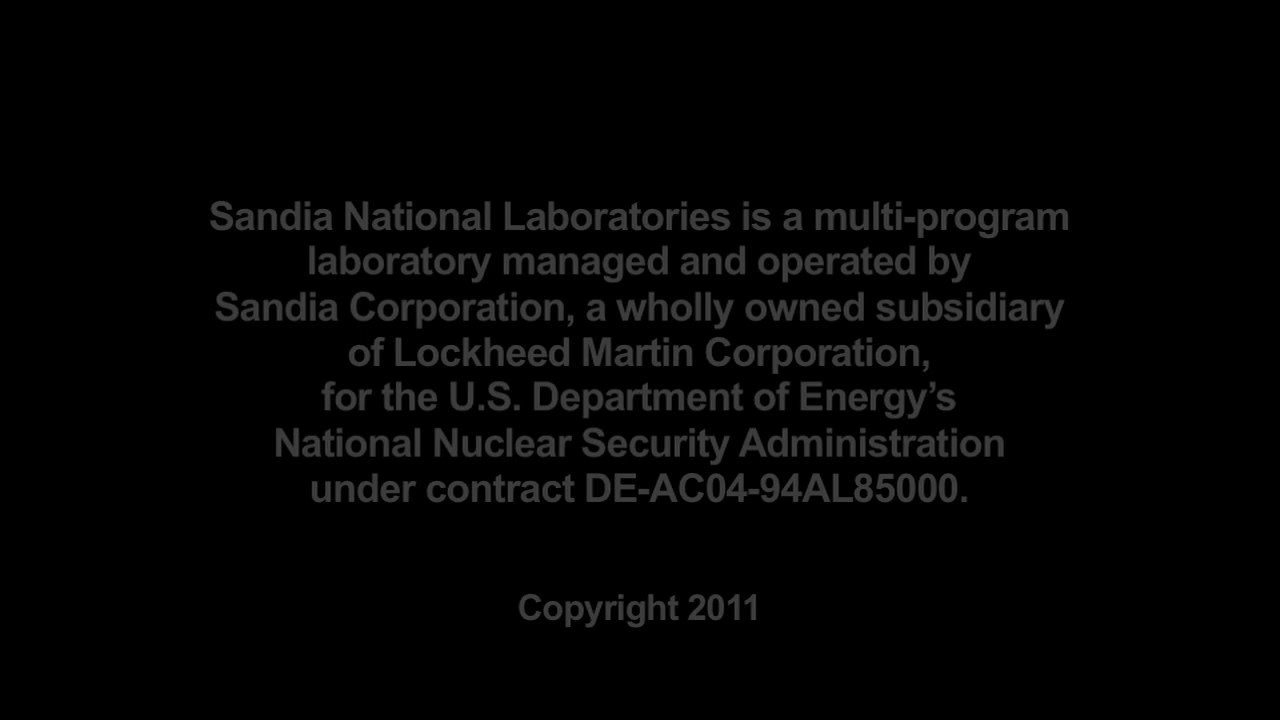 Sandia National Laboratories is a multi-program
laboratory managed and operated by
Sandia Corporation, a wholly owned subsidiary
of Lockheed Martin Corporation,
for the U.S. Department of Energy’s
National Nuclear Security Administration
under contract DE-AC04-94AL85000.
Copyright 2011